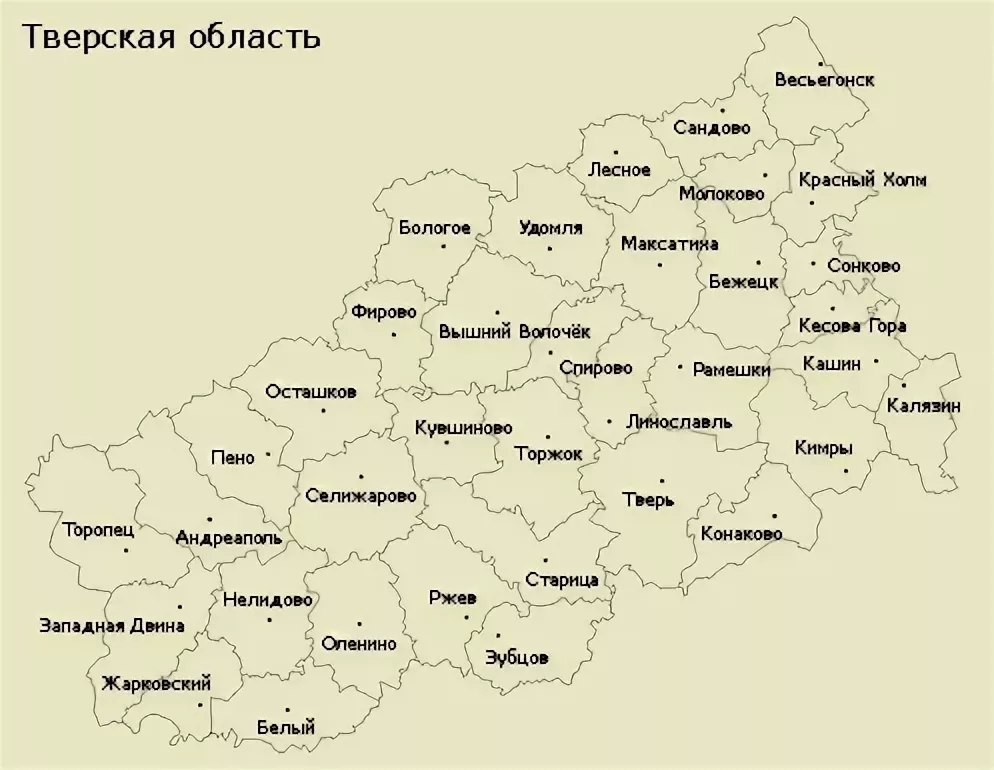 Тверская область
Весьегонск
Сандово
Лесное
Молоково
Красный Холм
Бологое
Удомля
Максатиха
Бежецк
Сонково
Фирово
Вышний Волочёк
Кесова Гора
Спирово
Рамешки
Кашин
Осташков
Калязин
Кувшиново
Линославль
Торжок
Кимры
Пено
Селижарово
Тверь
Торопец
Андреаполь
Конаково
Старица
Нелидово
Ржев
Западная Двина
Оленино
Зубцов
Жарковский
Белый